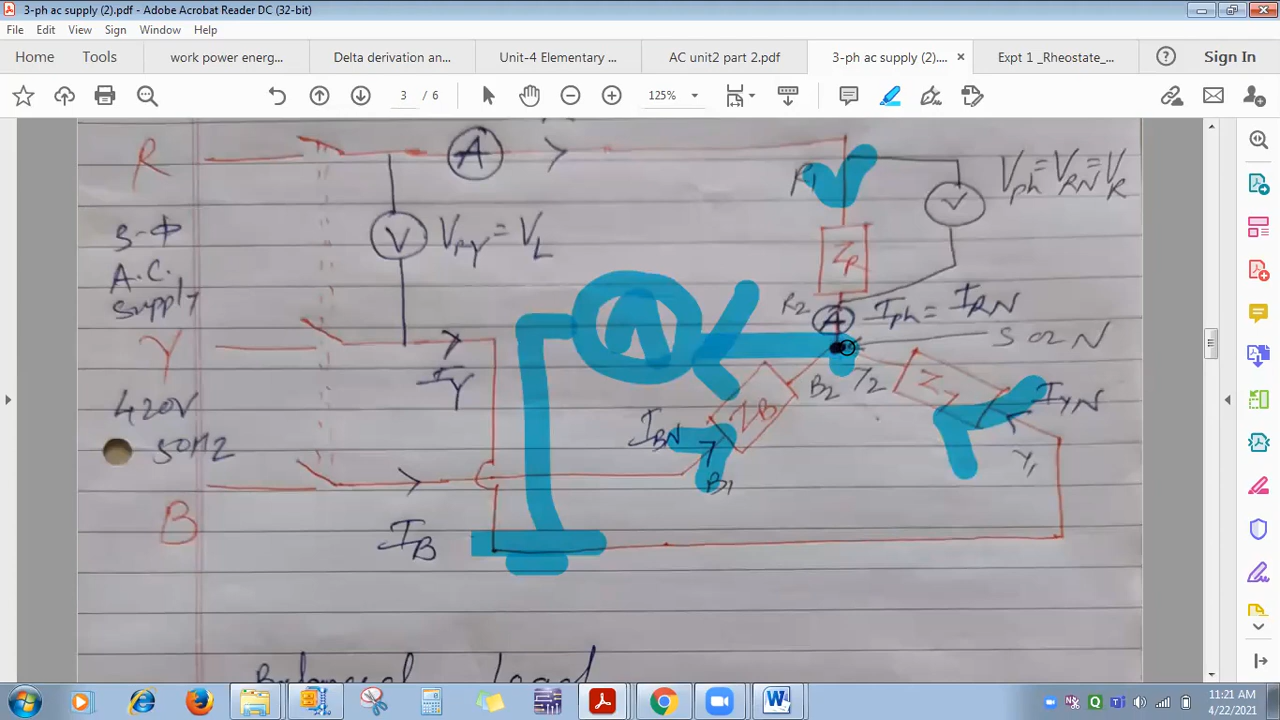 3-ph ac supply (2).pdf - Adobe Acrobat Reader DC (32-bit)
File Edit View Sign Window Help
Home Tools work power energ... Delta derivation an... Unit-4 Elementary ... AC unit2 part 2.pdf 3-ph ac supply (2).... × Expt 1 _Rheostate_... Sign In
3 / 6 125%
R
A
R1
V
Vph = VRN = VR
3-Φ
A.C.
supply
V
VRY = VL
ZR
R2
A
Iph = IRN
Y
IY
A
S or N
B2
Y2
ZY
IYN
420V
50Hz
ZB
IBN
B1
Y1
B
IB
Balanced Load
11:21 AM
4/22/2021